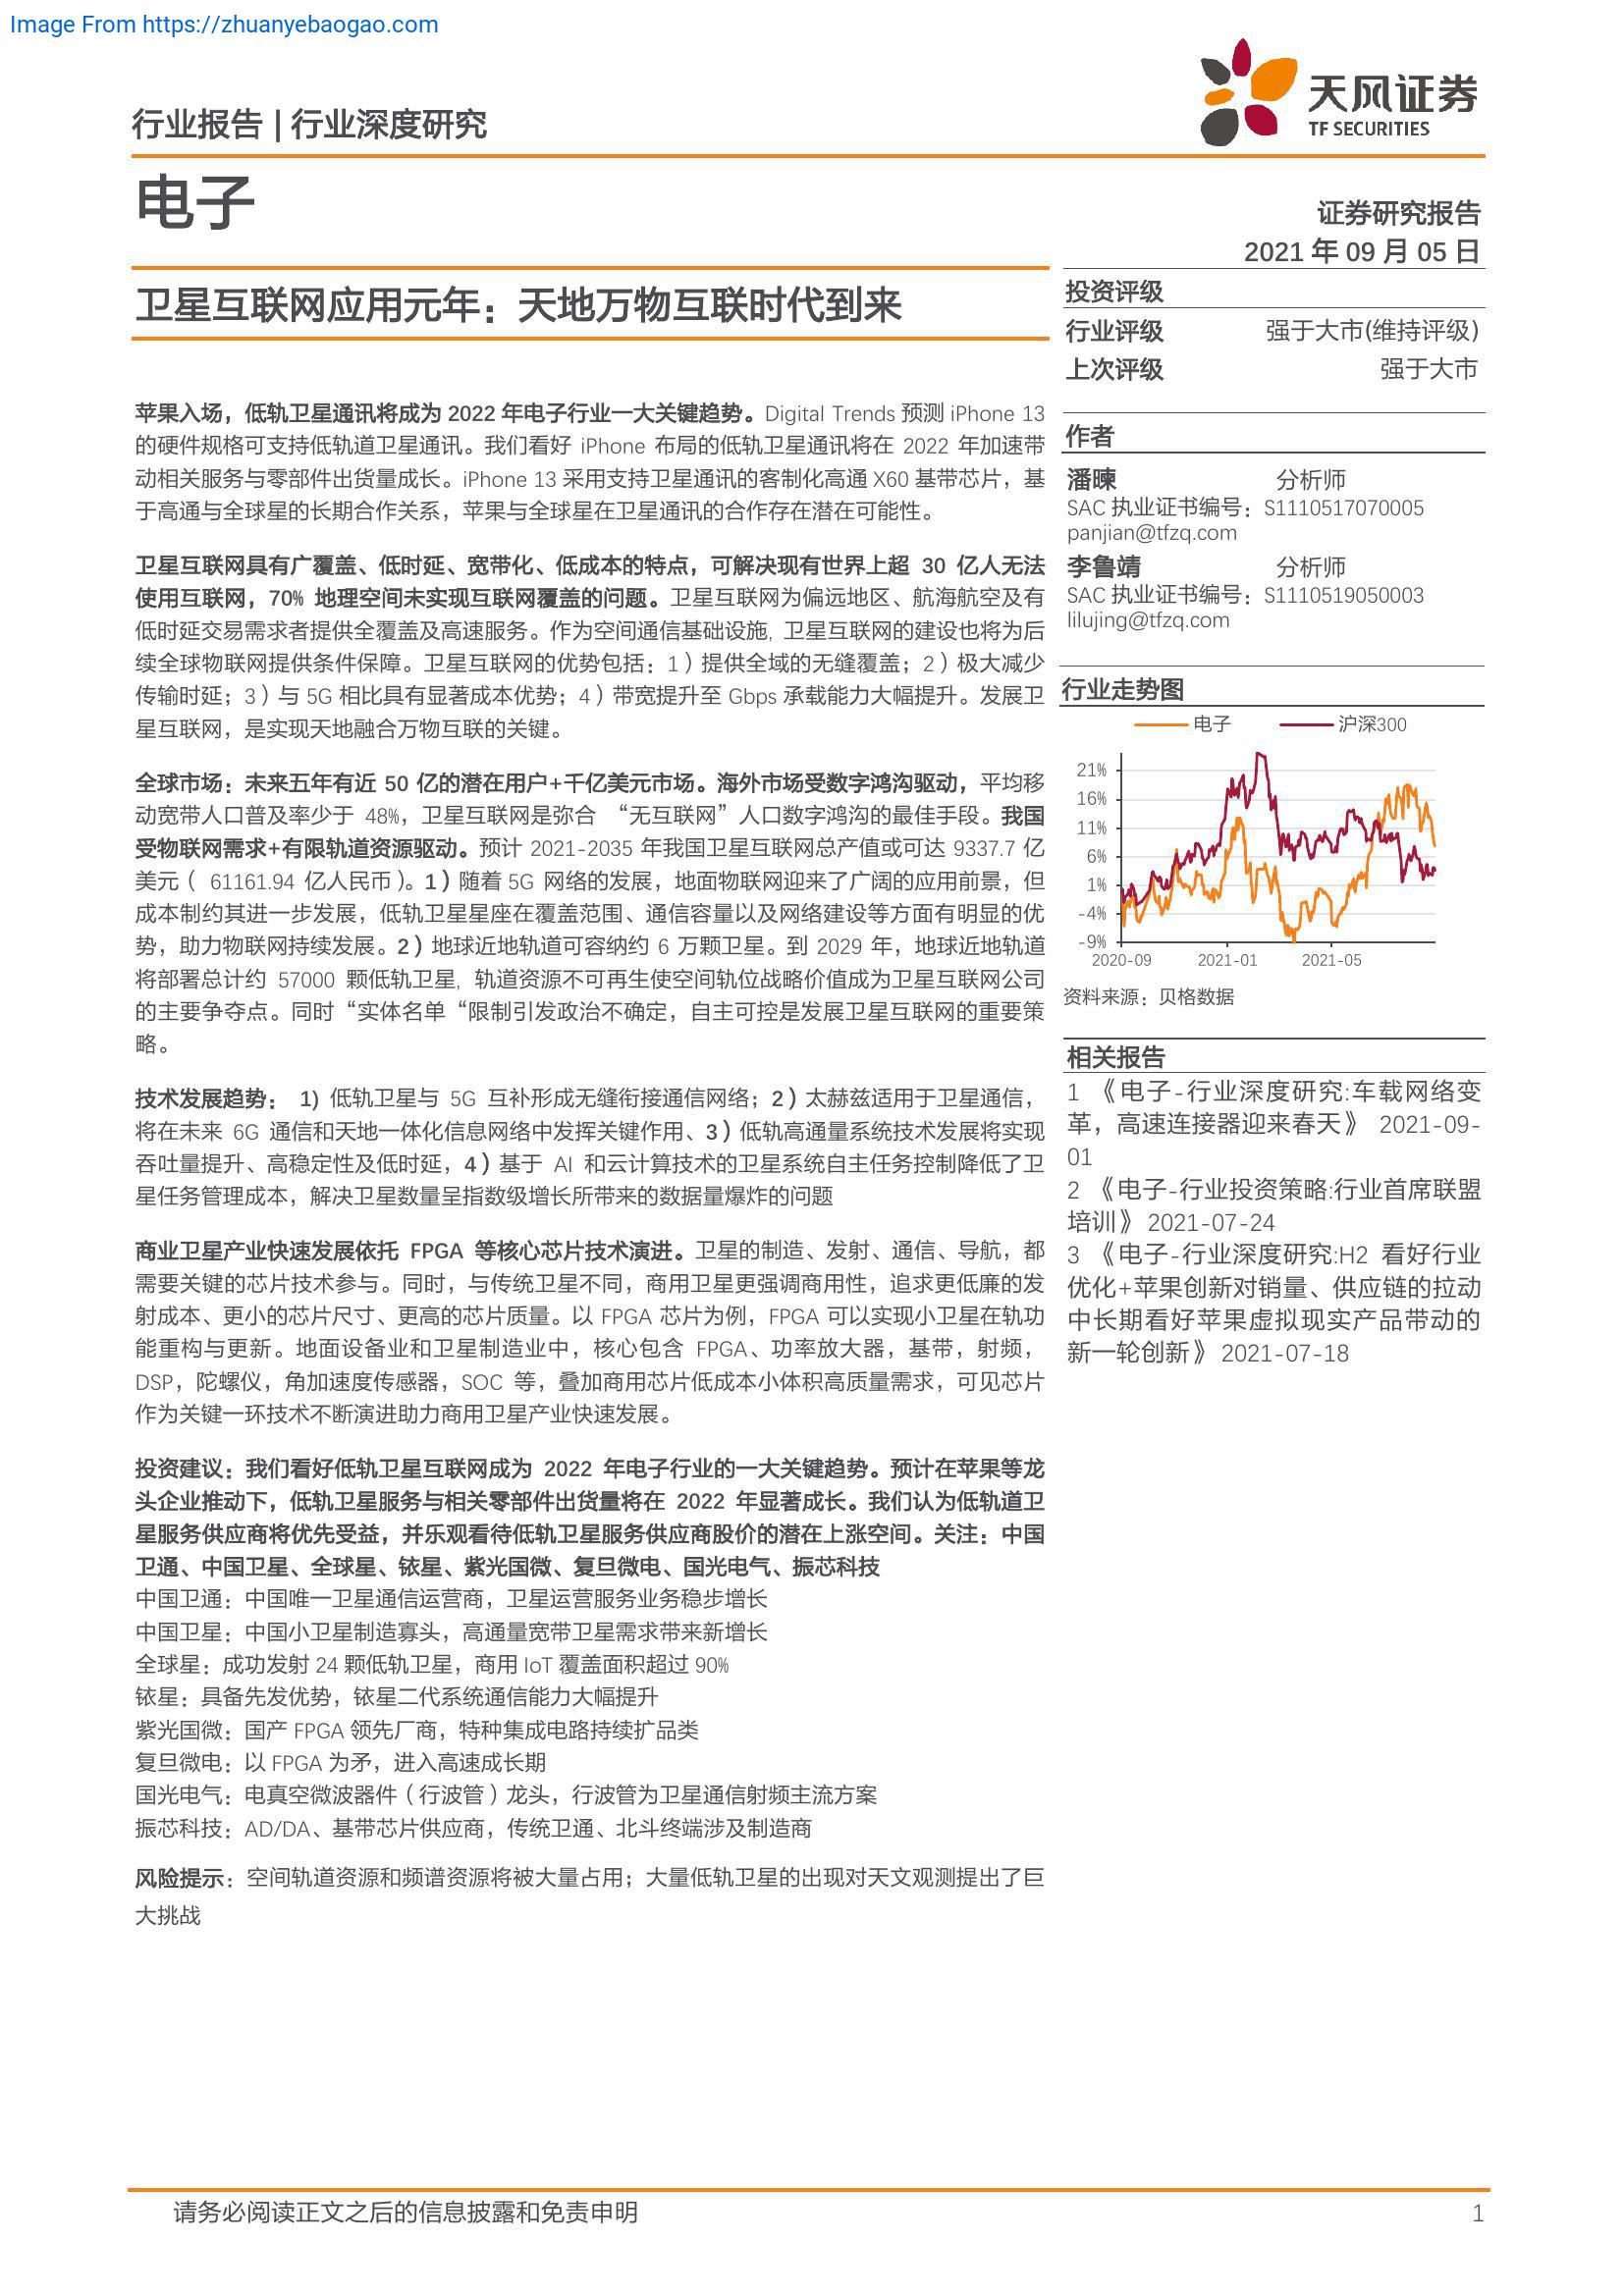 Image From https://zhuanyebaogao.com
行业报告 | 行业深度研究
天风证券
TF SECURITIES
电子
证券研究报告
2021 年 09 月 05 日
卫星互联网应用元年：天地万物互联时代到来
投资评级
行业评级 强于大市(维持评级)
上次评级 强于大市
苹果入场，低轨卫星通讯将成为 2022 年电子行业一大关键趋势。Digital Trends 预测 iPhone 13
的硬件规格可支持低轨道卫星通讯。我们看好 iPhone 布局的低轨卫星通讯将在 2022 年加速带
动相关服务与零部件出货量成长。iPhone 13 采用支持卫星通讯的客制化高通 X60 基带芯片，基
于高通与全球星的长期合作关系，苹果与全球星在卫星通讯的合作存在潜在可能性。
卫星互联网具有广覆盖、低时延、宽带化、低成本的特点，可解决现有世界上超 30 亿人无法
使用互联网，70% 地理空间未实现互联网覆盖的问题。卫星互联网为偏远地区、航海航空及有
低时延交易需求者提供全覆盖及高速服务。作为空间通信基础设施, 卫星互联网的建设也将为后
续全球物联网提供条件保障。卫星互联网的优势包括：1）提供全域的无缝覆盖；2）极大减少
传输时延；3）与 5G 相比具有显著成本优势；4）带宽提升至 Gbps 承载能力大幅提升。发展卫
星互联网，是实现天地融合万物互联的关键。
全球市场：未来五年有近 50 亿的潜在用户+千亿美元市场。海外市场受数字鸿沟驱动，平均移
动宽带人口普及率少于 48%，卫星互联网是弥合 “无互联网”人口数字鸿沟的最佳手段。我国
受物联网需求+有限轨道资源驱动。预计 2021-2035 年我国卫星互联网总产值或可达 9337.7 亿
美元（ 61161.94 亿人民币）。1）随着 5G 网络的发展，地面物联网迎来了广阔的应用前景，但
成本制约其进一步发展，低轨卫星星座在覆盖范围、通信容量以及网络建设等方面有明显的优
势，助力物联网持续发展。2）地球近地轨道可容纳约 6 万颗卫星。到 2029 年，地球近地轨道
将部署总计约 57000 颗低轨卫星, 轨道资源不可再生使空间轨位战略价值成为卫星互联网公司
的主要争夺点。同时“实体名单“限制引发政治不确定，自主可控是发展卫星互联网的重要策
略。
技术发展趋势： 1) 低轨卫星与 5G 互补形成无缝衔接通信网络；2）太赫兹适用于卫星通信，
将在未来 6G 通信和天地一体化信息网络中发挥关键作用、3）低轨高通量系统技术发展将实现
吞吐量提升、高稳定性及低时延，4）基于 AI 和云计算技术的卫星系统自主任务控制降低了卫
星任务管理成本，解决卫星数量呈指数级增长所带来的数据量爆炸的问题
商业卫星产业快速发展依托 FPGA 等核心芯片技术演进。卫星的制造、发射、通信、导航，都
需要关键的芯片技术参与。同时，与传统卫星不同，商用卫星更强调商用性，追求更低廉的发
射成本、更小的芯片尺寸、更高的芯片质量。以 FPGA 芯片为例，FPGA 可以实现小卫星在轨功
能重构与更新。地面设备业和卫星制造业中，核心包含 FPGA、功率放大器，基带，射频，
DSP，陀螺仪，角加速度传感器，SOC 等，叠加商用芯片低成本小体积高质量需求，可见芯片
作为关键一环技术不断演进助力商用卫星产业快速发展。
投资建议：我们看好低轨卫星互联网成为 2022 年电子行业的一大关键趋势。预计在苹果等龙
头企业推动下，低轨卫星服务与相关零部件出货量将在 2022 年显著成长。我们认为低轨道卫
星服务供应商将优先受益，并乐观看待低轨卫星服务供应商股价的潜在上涨空间。关注：中国
卫通、中国卫星、全球星、铱星、紫光国微、复旦微电、国光电气、振芯科技
中国卫通：中国唯一卫星通信运营商，卫星运营服务业务稳步增长
中国卫星：中国小卫星制造寡头，高通量宽带卫星需求带来新增长
全球星：成功发射 24 颗低轨卫星，商用 IoT 覆盖面积超过 90%
铱星：具备先发优势，铱星二代系统通信能力大幅提升
紫光国微：国产 FPGA 领先厂商，特种集成电路持续扩品类
复旦微电：以 FPGA 为矛，进入高速成长期
国光电气：电真空微波器件（行波管）龙头，行波管为卫星通信射频主流方案
振芯科技：AD/DA、基带芯片供应商，传统卫通、北斗终端涉及制造商
风险提示：空间轨道资源和频谱资源将被大量占用；大量低轨卫星的出现对天文观测提出了巨
大挑战
作者
潘暕 分析师
SAC 执业证书编号：S1110517070005
panjian@tfzq.com
李鲁靖 分析师
SAC 执业证书编号：S1110519050003
lilujing@tfzq.com
行业走势图
电子 沪深300
21%
16%
11%
6%
1%
-4%
-9%
2020-09 2021-01 2021-05
资料来源：贝格数据
相关报告
1 《电子-行业深度研究:车载网络变
革，高速连接器迎来春天》 2021-09-
01
2 《电子-行业投资策略:行业首席联盟
培训》 2021-07-24
3 《电子-行业深度研究:H2 看好行业
优化+苹果创新对销量、供应链的拉动
中长期看好苹果虚拟现实产品带动的
新一轮创新》 2021-07-18
请务必阅读正文之后的信息披露和免责申明 1